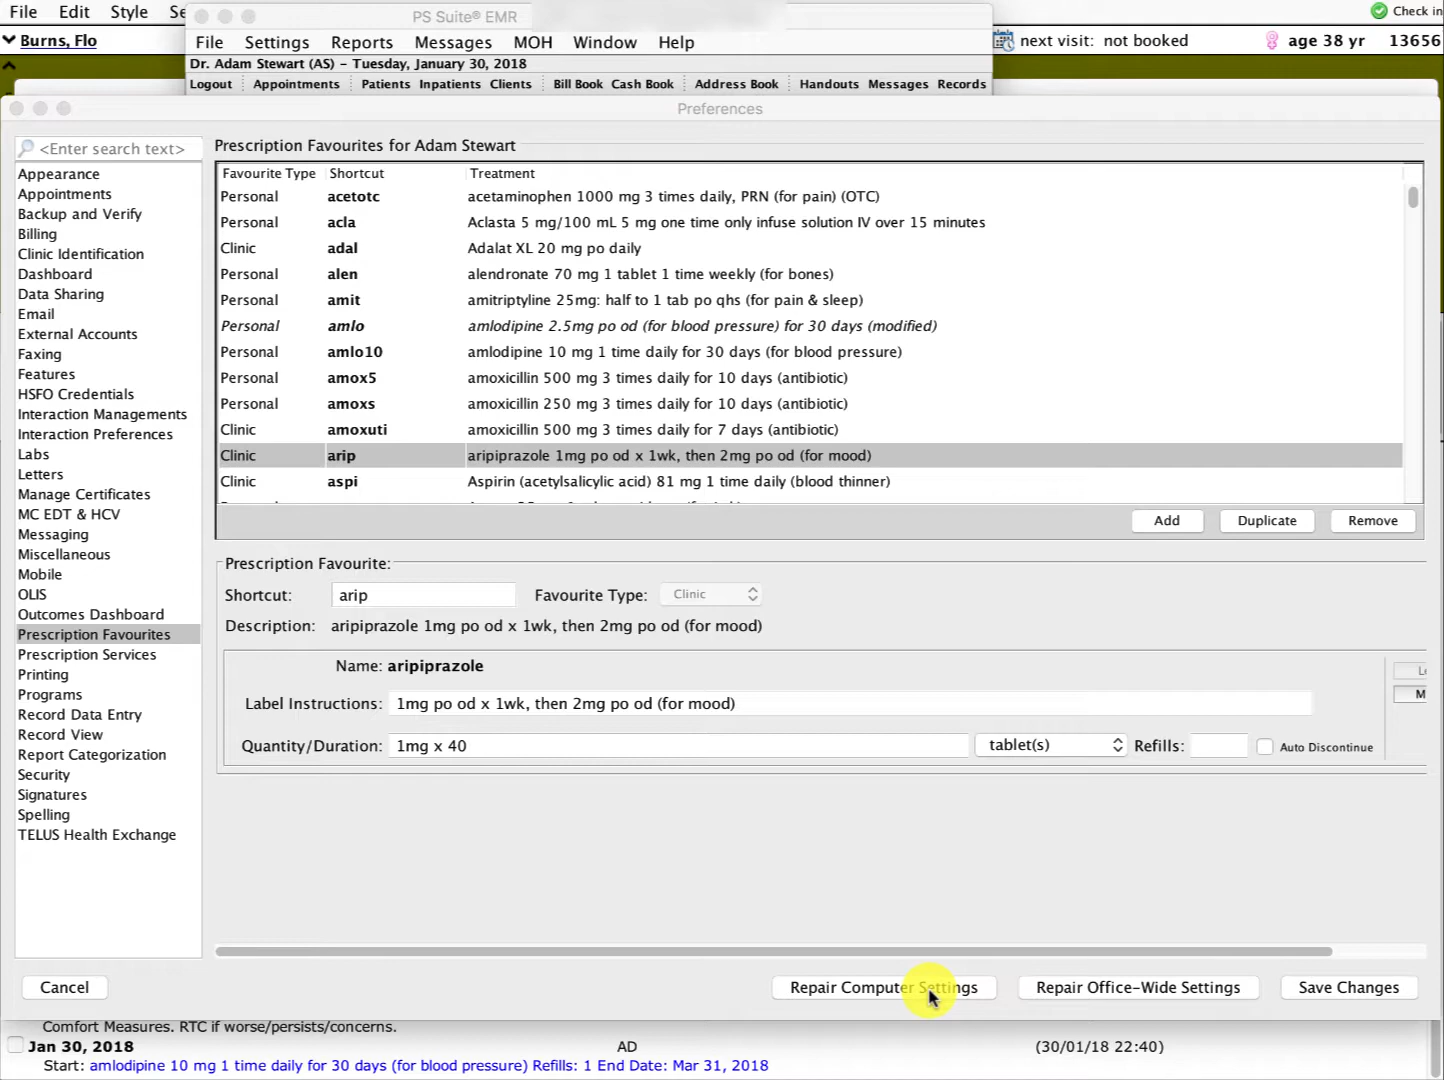 File Edit Style
Check in
Burns, Flo
next visit: not booked
age 38 yr 13656
PS Suite® EMR
File Settings Reports Messages MOH Window Help
Dr. Adam Stewart (AS) – Tuesday, January 30, 2018
Logout Appointments Patients Inpatients Clients Bill Book Cash Book Address Book Handouts Messages Records
Preferences
<Enter search text>
Appearance
Appointments
Backup and Verify
Billing
Clinic Identification
Dashboard
Data Sharing
Email
External Accounts
Faxing
Features
HSFO Credentials
Interaction Managements
Interaction Preferences
Labs
Letters
Manage Certificates
MC EDT & HCV
Messaging
Miscellaneous
Mobile
OLIS
Outcomes Dashboard
Prescription Favourites
Prescription Services
Printing
Programs
Record Data Entry
Record View
Report Categorization
Security
Signatures
Spelling
TELUS Health Exchange
Prescription Favourites for Adam Stewart
Favourite Type Shortcut Treatment
Personal acetotc acetaminophen 1000 mg 3 times daily, PRN (for pain) (OTC)
Personal acla Aclasta 5 mg/100 mL 5 mg one time only infuse solution IV over 15 minutes
Clinic adal Adalat XL 20 mg po daily
Personal alen alendronate 70 mg 1 tablet 1 time weekly (for bones)
Personal amit amitriptyline 25mg: half to 1 tab po qhs (for pain & sleep)
Personal amlo amlodipine 2.5mg po od (for blood pressure) for 30 days (modified)
Personal amlo10 amlodipine 10 mg 1 time daily for 30 days (for blood pressure)
Personal amox5 amoxicillin 500 mg 3 times daily for 10 days (antibiotic)
Personal amoxs amoxicillin 250 mg 3 times daily for 10 days (antibiotic)
Clinic amoxuti amoxicillin 500 mg 3 times daily for 7 days (antibiotic)
Clinic arip aripiprazole 1mg po od x 1wk, then 2mg po od (for mood)
Clinic aspi Aspirin (acetylsalicylic acid) 81 mg 1 time daily (blood thinner)
Add Duplicate Remove
Prescription Favourite:
Shortcut: arip Favourite Type: Clinic
Description: aripiprazole 1mg po od x 1wk, then 2mg po od (for mood)
Name: aripiprazole
Label Instructions: 1mg po od x 1wk, then 2mg po od (for mood)
Quantity/Duration: 1mg x 40 tablet(s) Refills: Auto Discontinue
Cancel Repair Computer Settings Repair Office-Wide Settings Save Changes
Comfort Measures. RTC if worse/persists/concerns.
Jan 30, 2018 AD (30/01/18 22:40)
Start: amlodipine 10 mg 1 time daily for 30 days (for blood pressure) Refills: 1 End Date: Mar 31, 2018